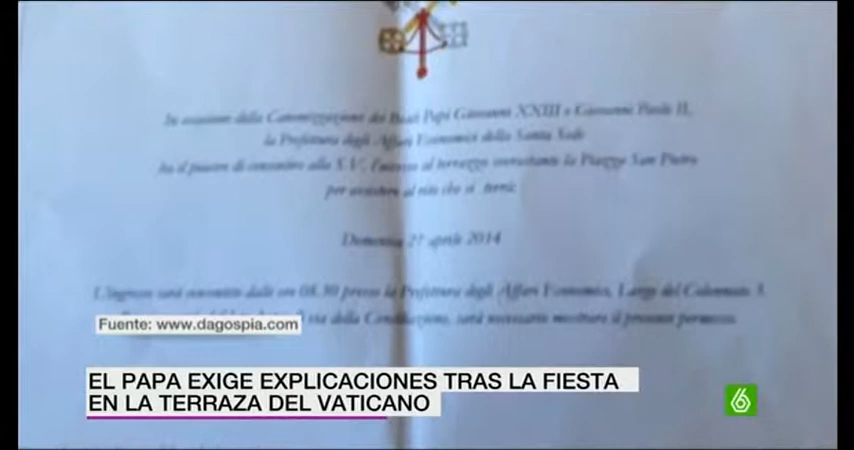 In occasione della Canonizzazione dei Beati Papi Giovanni XXIII e Giovanni Paolo II,
la Prefettura degli Affari Economici della Santa Sede
ha il piacere di consentire alla S.V. l'accesso al terrazzo sovrastante la Piazza San Pietro
per assistere al rito che si terrà:
Domenica 27 aprile 2014
L'ingresso sarà consentito dalle ore 08.30 presso la Prefettura degli Affari Economici, Largo del Colonnato 3.
via della Conciliazione, sarà necessario mostrare il presente permesso.
Fuente: www.dagospia.com
EL PAPA EXIGE EXPLICACIONES TRAS LA FIESTA
EN LA TERRAZA DEL VATICANO
6